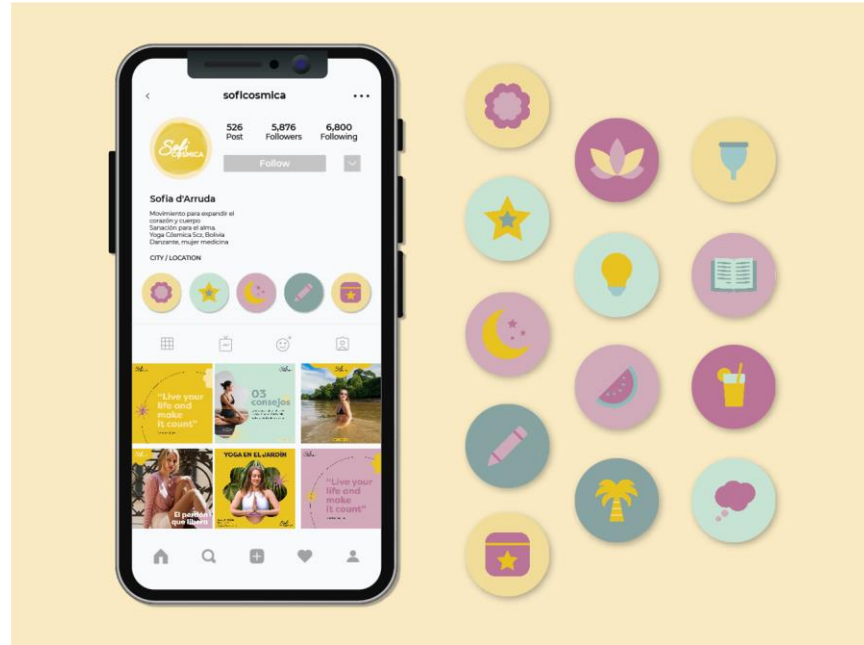 soficosmica
Sofi
CÓSMICA
526
Post
5,876
Followers
6,800
Following
Follow
Sofia d'Arruda
Movimiento para expandir el
corazón y cuerpo
Sanación para el alma.
Yoga Cósmica Scz, Bolivia
Danzante, mujer medicina
CITY / LOCATION
"Live your
life and
make
it count"
03
consejos
El perdón
que libera
YOGA EN EL JARDÍN
"Live your
life and
make
it count"